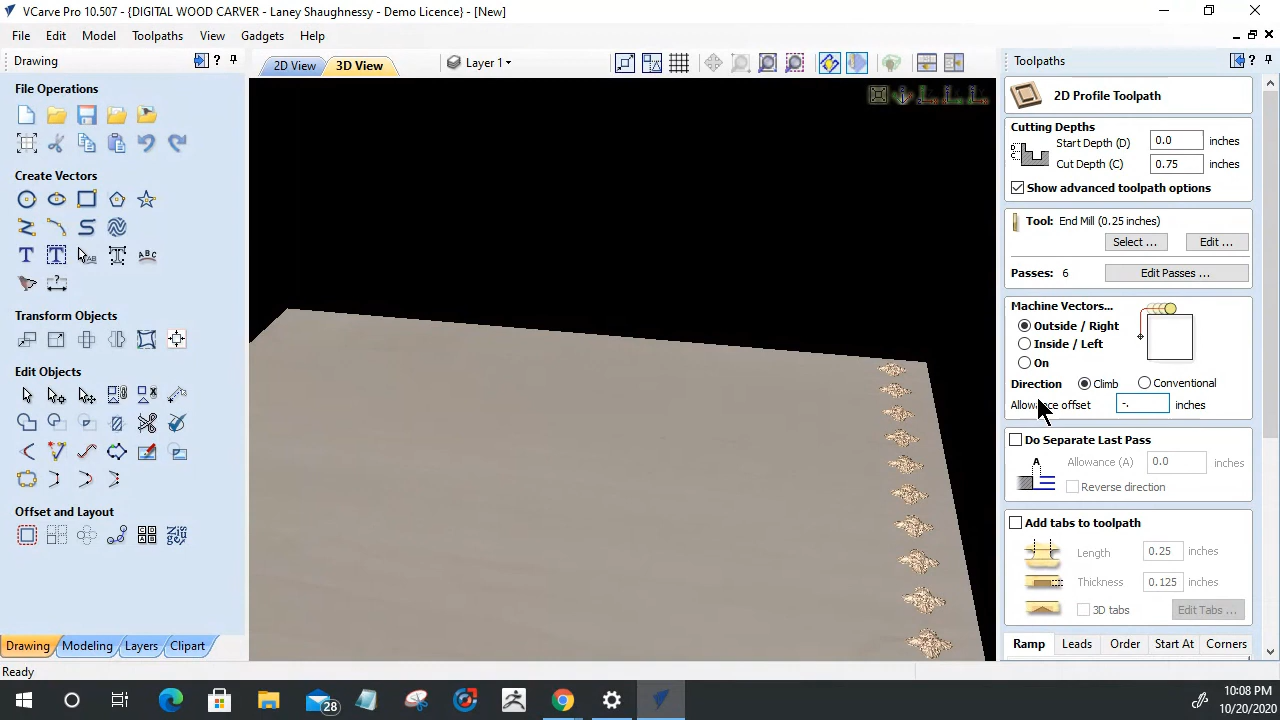 VCarve Pro 10.507 - {DIGITAL WOOD CARVER - Laney Shaughnessy - Demo Licence} - [New]
File Edit Model Toolpaths View Gadgets Help
Drawing ?
2D View 3D View Layer 1
Toolpaths ?
File Operations
Create Vectors
T T T ABC
Transform Objects
Edit Objects
Offset and Layout
Drawing Modeling Layers Clipart
2D Profile Toolpath
Cutting Depths
Start Depth (D) 0.0 inches
Cut Depth (C) 0.75 inches
Show advanced toolpath options
Tool: End Mill (0.25 inches)
Select ... Edit ...
Passes: 6 Edit Passes ...
Machine Vectors...
Outside / Right
Inside / Left
On
Direction Climb Conventional
Allowance offset -. inches
Do Separate Last Pass
A Allowance (A) 0.0 inches
Reverse direction
Add tabs to toolpath
Length 0.25 inches
Thickness 0.125 inches
3D tabs Edit Tabs ...
Ramp Leads Order Start At Corners
Ready
28
10:08 PM
10/20/2020